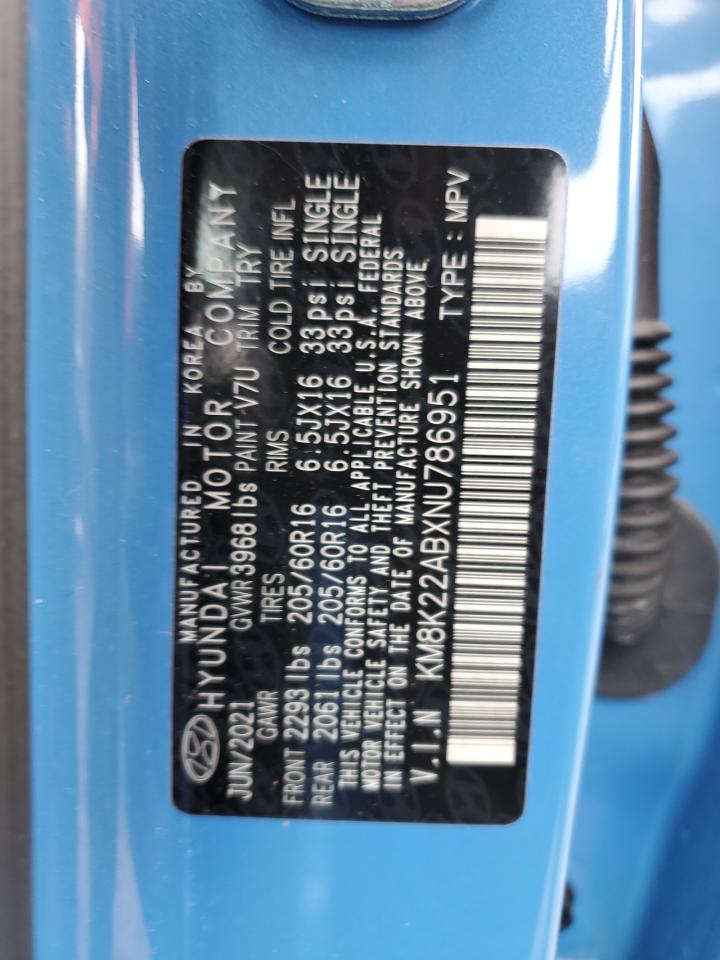 MANUFACTURED IN KOREA BY
HYUNDAI MOTOR COMPANY
JUN/2021 GVWR 3968 lbs PAINT V7U TRIM TRY
GAWR TIRES RIMS COLD TIRE INFL
FRONT 2293 lbs 205/60R16 6.5JX16 33psi SINGLE
REAR 2061 lbs 205/60R16 6.5JX16 33psi SINGLE
THIS VEHICLE CONFORMS TO ALL APPLICABLE U.S.A. FEDERAL
MOTOR VEHICLE SAFETY AND THEFT PREVENTION STANDARDS
IN EFFECT ON THE DATE OF MANUFACTURE SHOWN ABOVE
V.I.N KM8K22ABXNU786951 TYPE : MPV